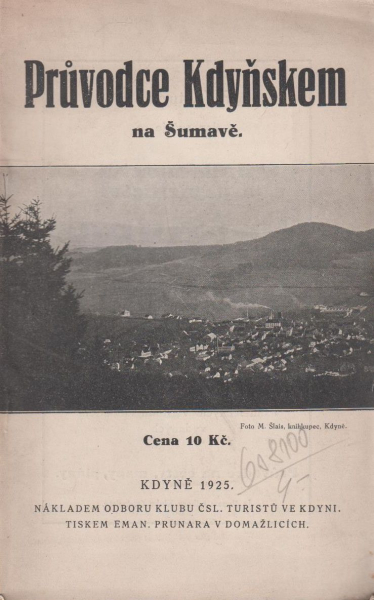 Průvodce Kdyňskem
na Šumavě.
Foto M. Šlais, knihkupec, Kdyně.
Cena 10 Kč.
KDYNĚ 1925.
NÁKLADEM ODBORU KLUBU ČSL. TURISTŮ VE KDYNI.
TISKEM EMAN. PRUNARA V DOMAŽLICÍCH.